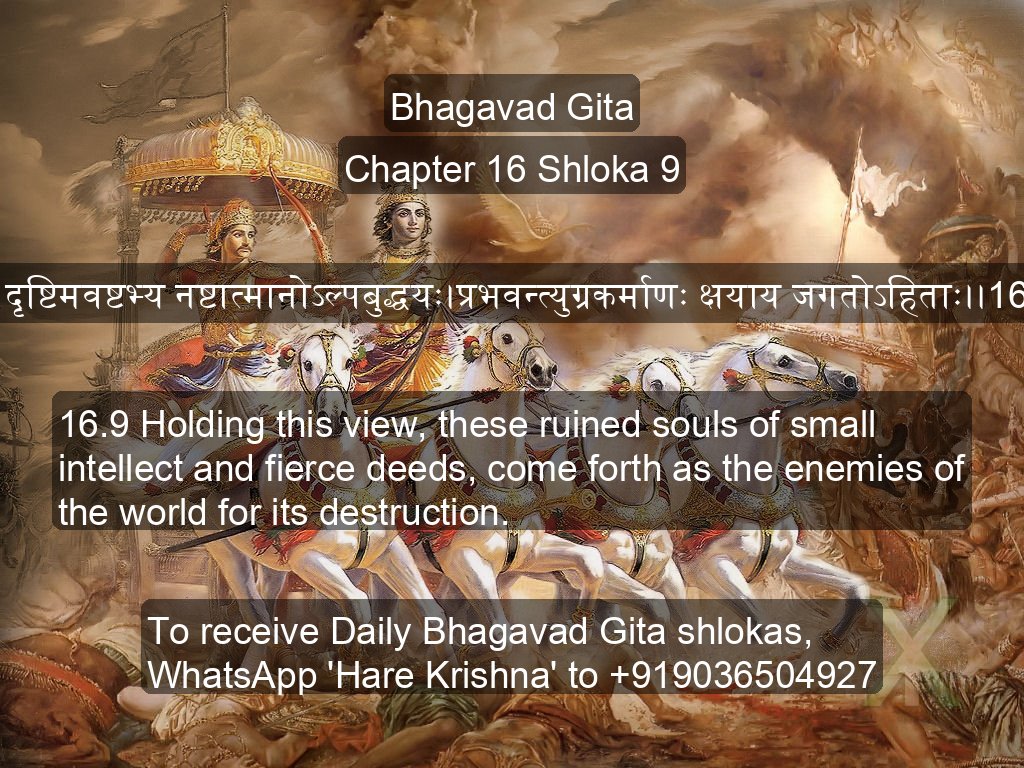 Bhagavad Gita
Chapter 16 Shloka 9
दृष्टिमवष्टभ्य नष्टात्मानोऽल्पबुद्धयः।प्रभवन्त्युग्रकर्माणः क्षयाय जगतोऽहिताः।।16
16.9 Holding this view, these ruined souls of small
intellect and fierce deeds, come forth as the enemies of
the world for its destruction.
To receive Daily Bhagavad Gita shlokas,
WhatsApp 'Hare Krishna' to +919036504927